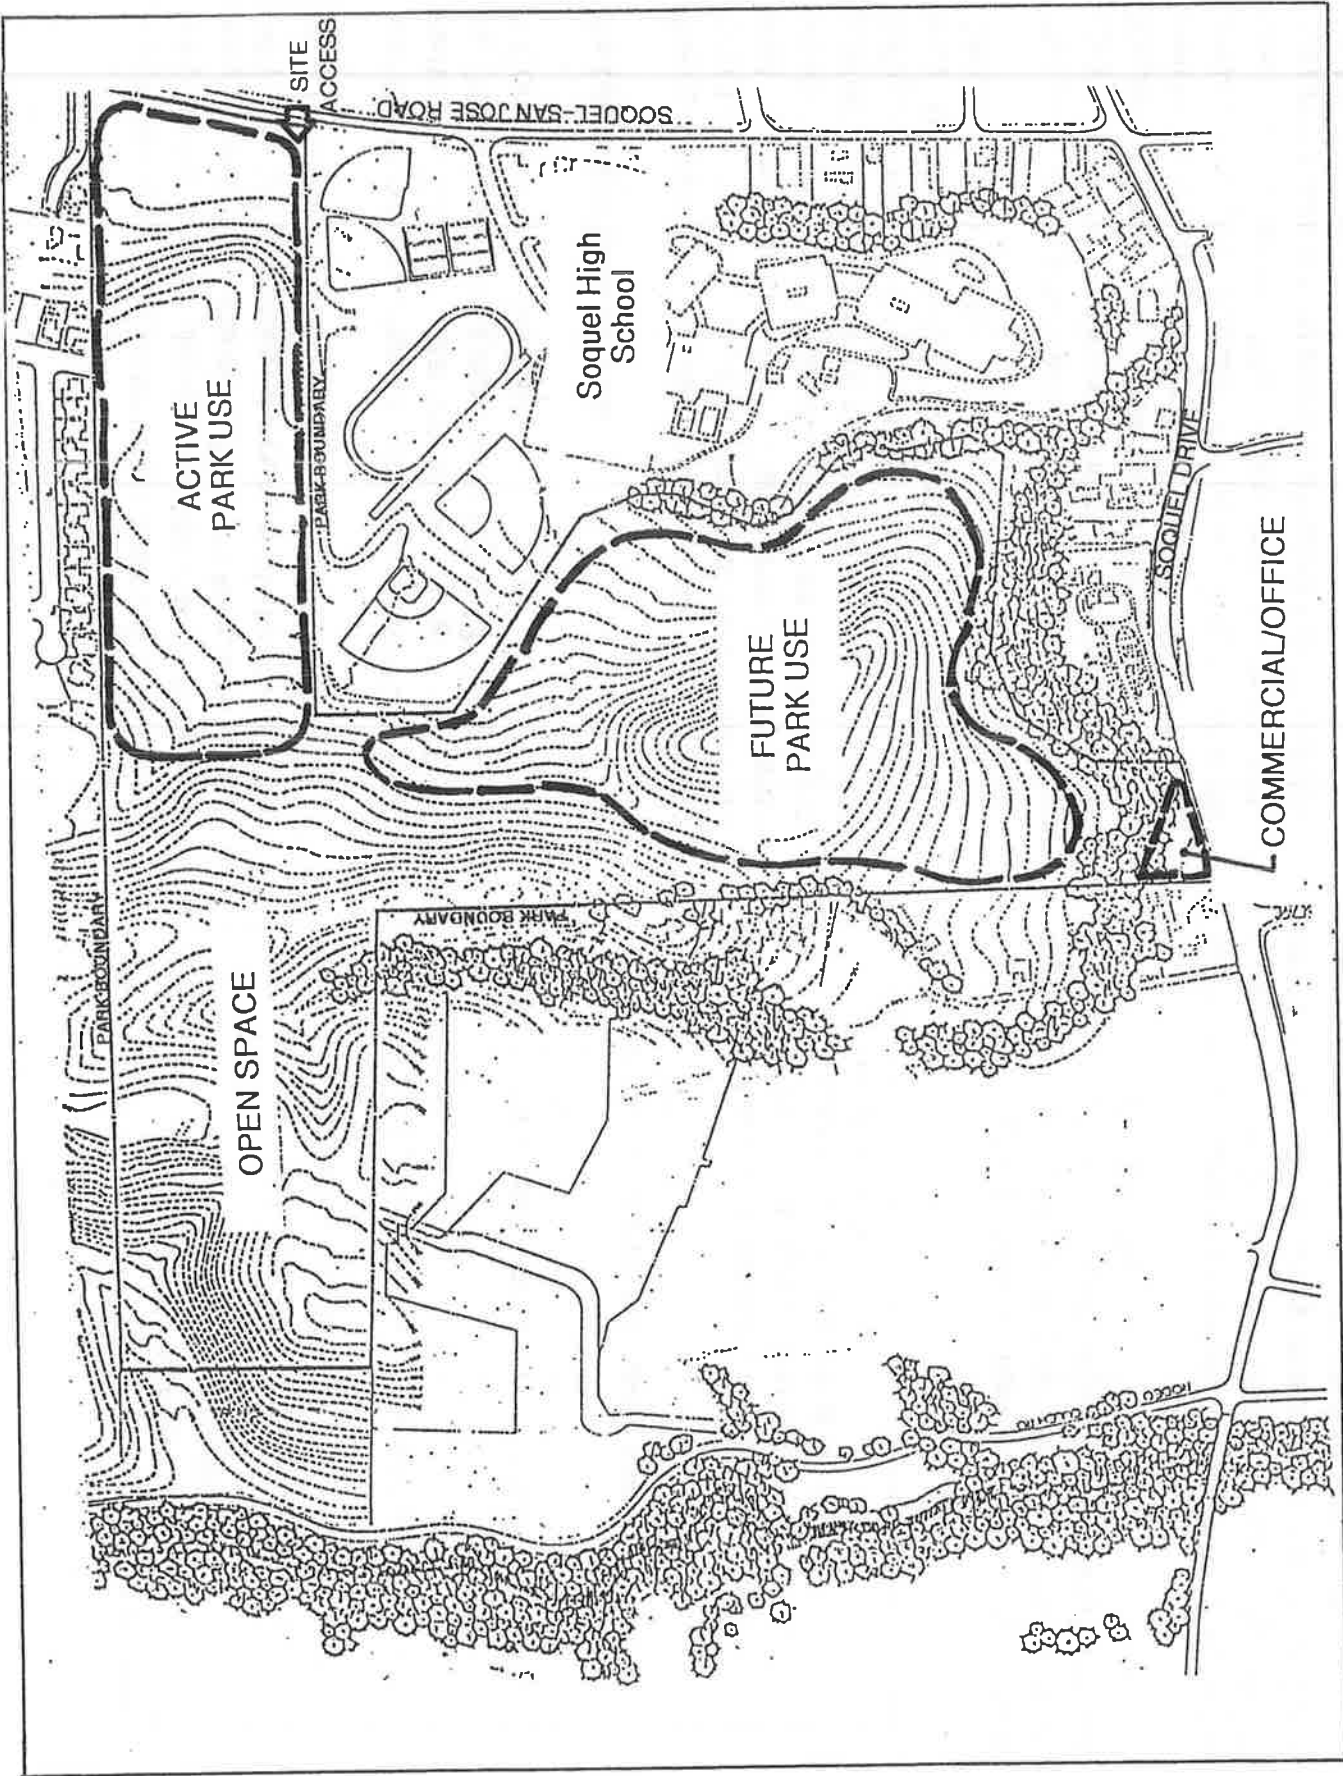 SITE
ACCESS
SOQUEL-SAN JOSE ROAD
ACTIVE
PARK USE
PARK BOUNDARY
Soquel High
School
FUTURE
PARK USE
SOQUEL DRIVE
COMMERCIAL/OFFICE
PARK BOUNDARY
PARK BOUNDARY
OPEN SPACE